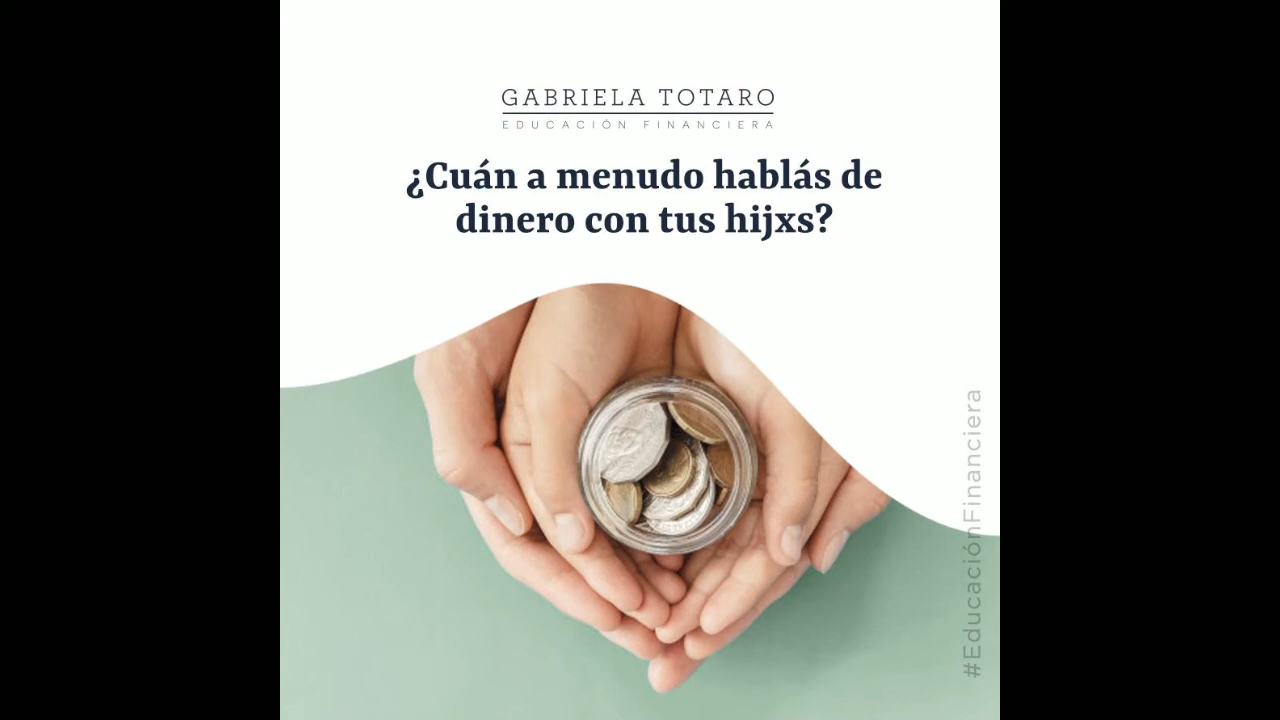 GABRIELA TOTARO
EDUCACIÓN FINANCIERA
¿Cuán a menudo hablás de
dinero con tus hijxs?
#EducaciónFinanciera